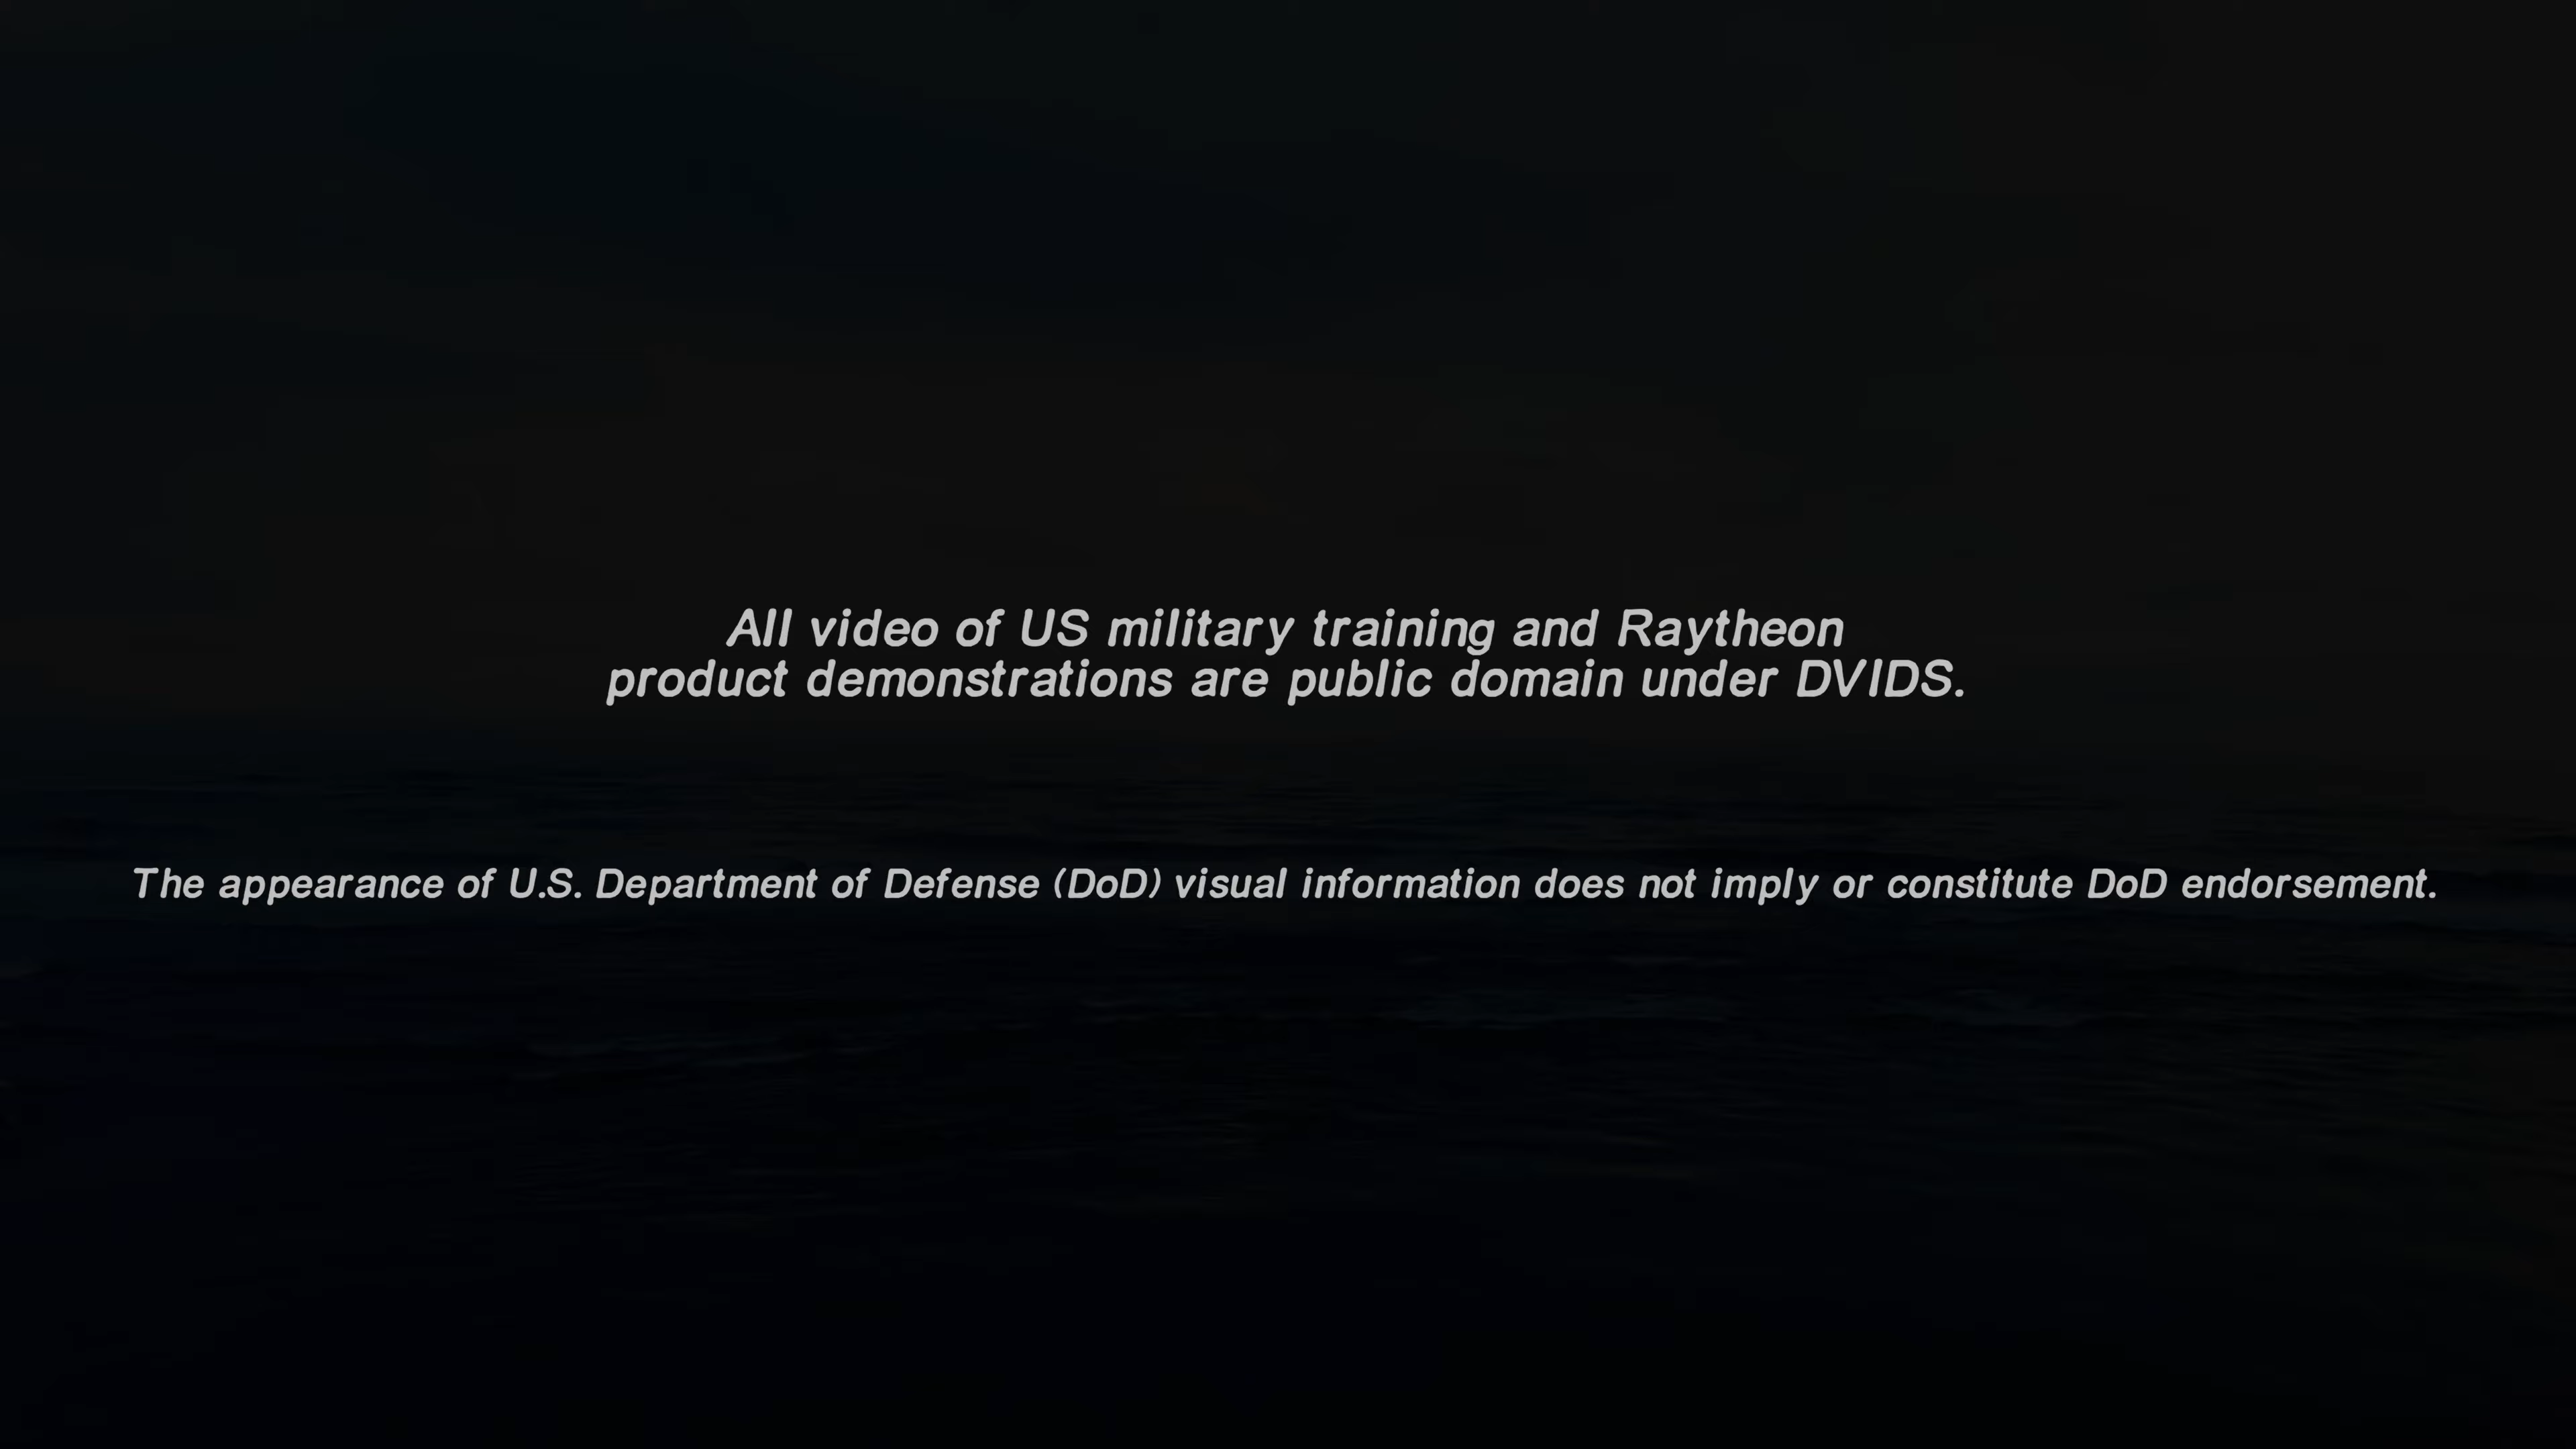 All video of US military training and Raytheon
product demonstrations are public domain under DVIDS.
The appearance of U.S. Department of Defense (DoD) visual information does not imply or constitute DoD endorsement.